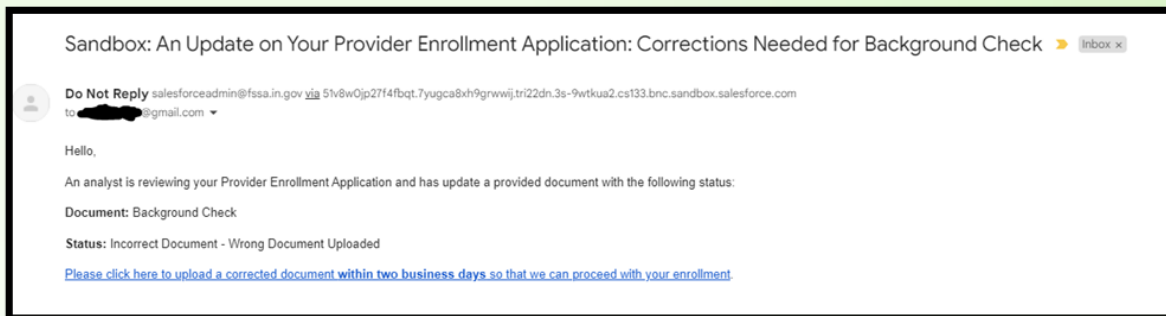 Sandbox: An Update on Your Provider Enrollment Application: Corrections Needed for Background Check Inbox ×
Do Not Reply salesforceadmin@fssa.in.gov via 51v8w0jp27f4fbqt.7yugca8xh9grwwij.tri22dn.3s-9wtkua2.cs133.bnc.sandbox.salesforce.com
to @gmail.com
Hello,
An analyst is reviewing your Provider Enrollment Application and has update a provided document with the following status:
Document: Background Check
Status: Incorrect Document - Wrong Document Uploaded
Please click here to upload a corrected document within two business days so that we can proceed with your enrollment.